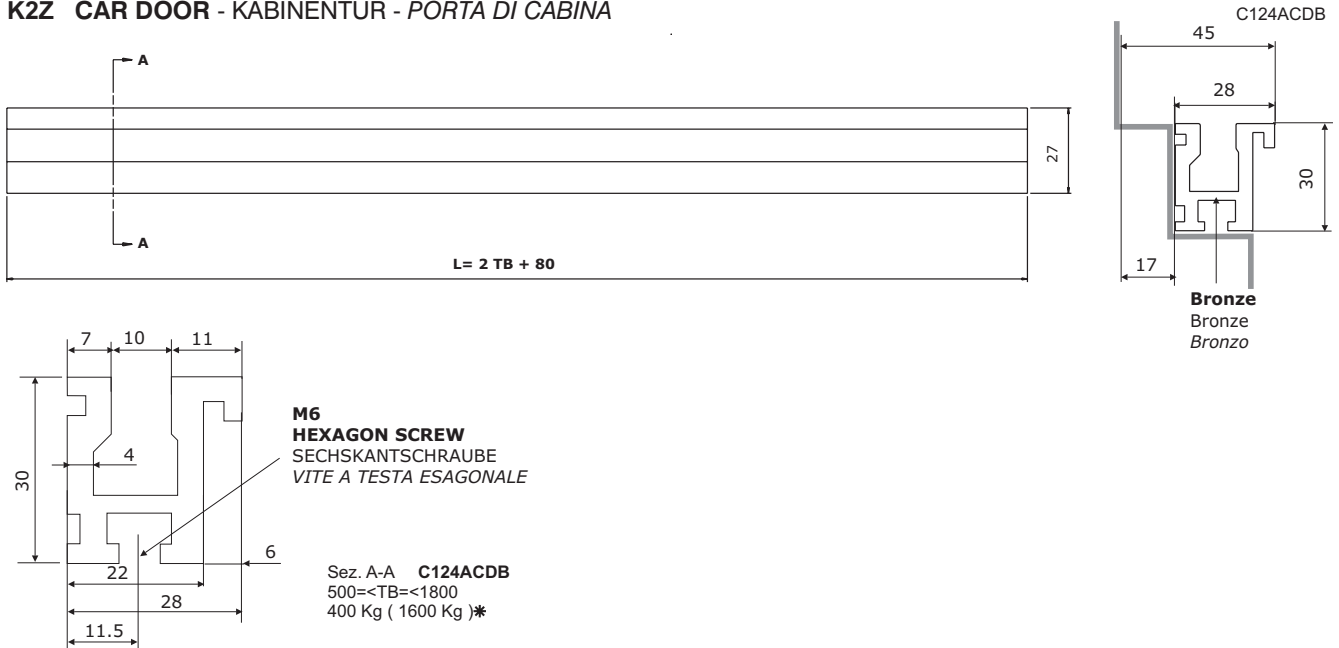 K2Z CAR DOOR - KABINENTUR - PORTA DI CABINA
C124ACDB
45
28
30
17
Bronze
Bronze
Bronzo
A
A
27
L= 2 TB + 80
7 10 11
30
4
22
28
11.5
6
M6
HEXAGON SCREW
SECHSKANTSCHRAUBE
VITE A TESTA ESAGONALE
Sez. A-A C124ACDB
500=<TB=<1800
400 Kg ( 1600 Kg )✱